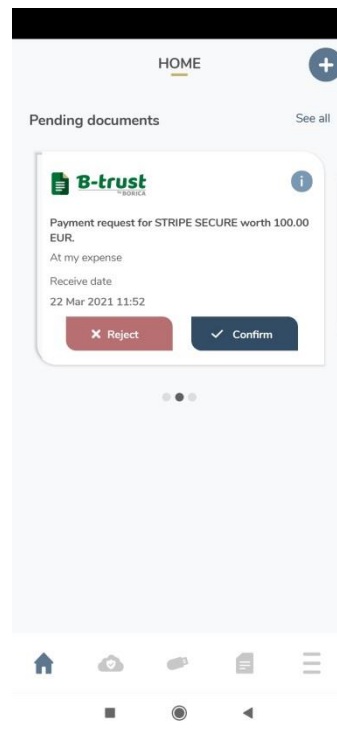 HOME
Pending documents
See all
B-trust
by BORICA
Payment request for STRIPE SECURE worth 100.00
EUR.
At my expense
Receive date
22 Mar 2021 11:52
Reject
Confirm